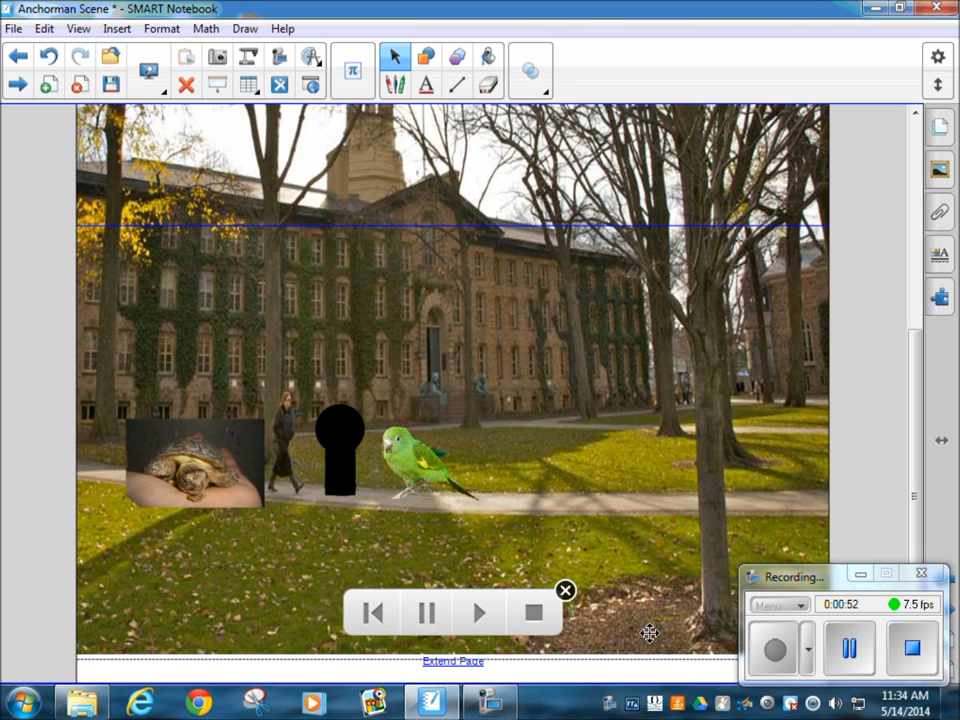 Anchorman Scene * - SMART Notebook
File Edit View Insert Format Math Draw Help
π
A
Extend Page
Recording...
Menu
0:00:52
7.5 fps
11:34 AM
5/14/2014